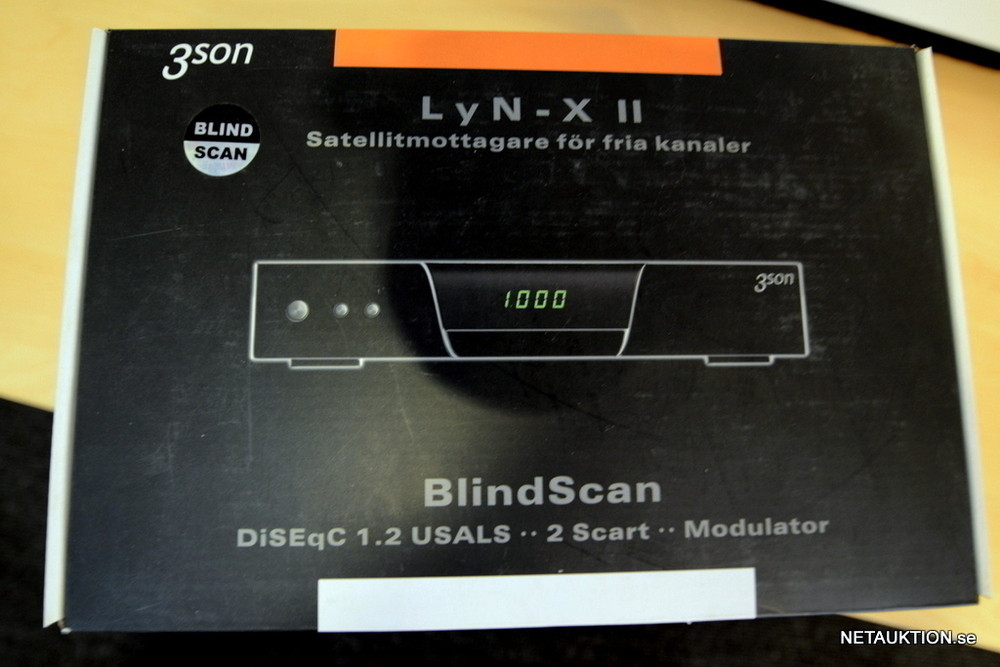 3son
LyN-X II
Satellitmottagare för fria kanaler
BLIND
SCAN
3son
1000
BlindScan
DiSEqC 1.2 USALS ·· 2 Scart ·· Modulator
NETAUKTION.se